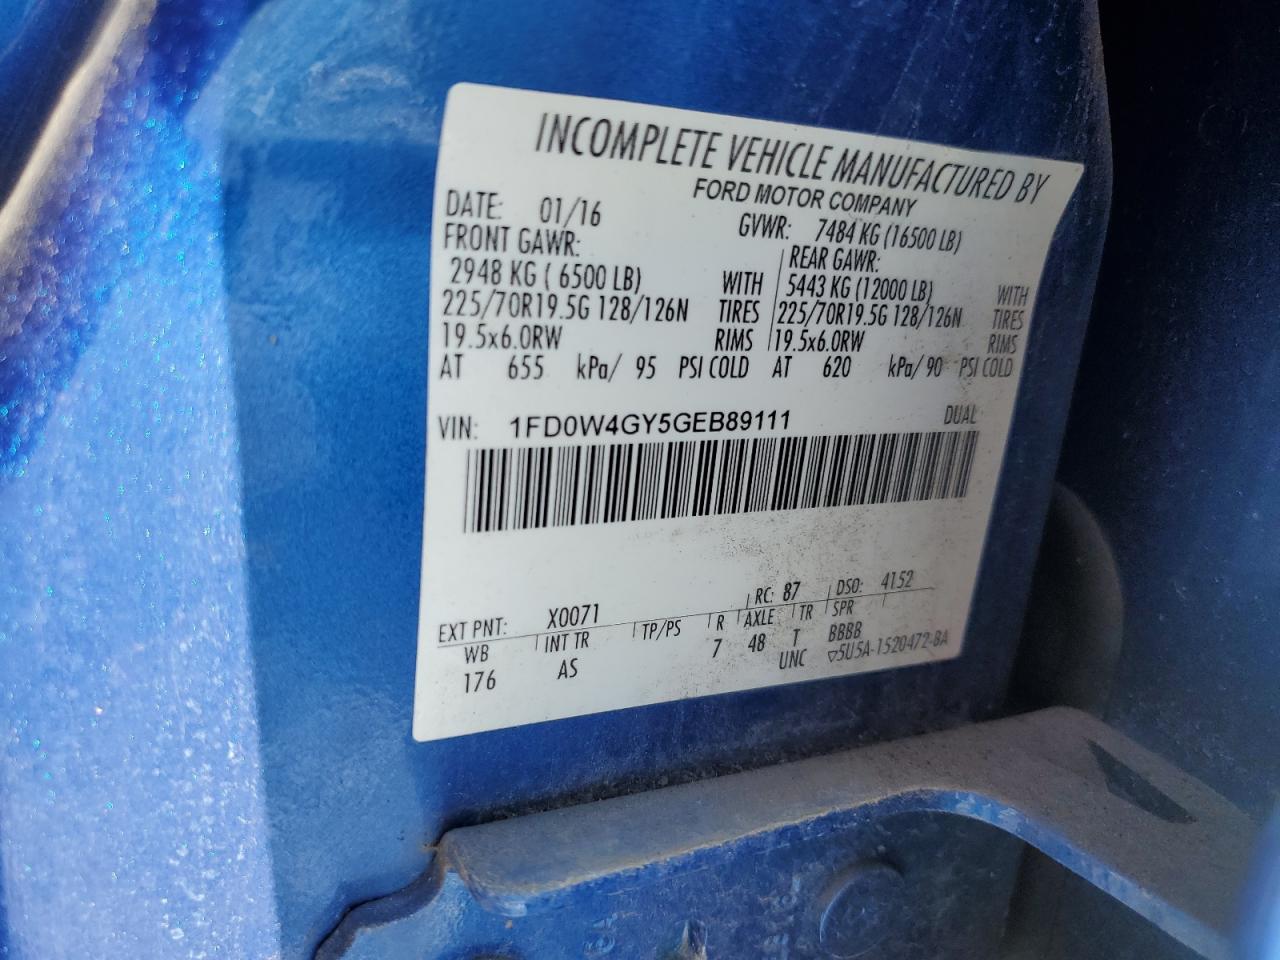 INCOMPLETE VEHICLE MANUFACTURED BY
FORD MOTOR COMPANY
DATE: 01/16 GVWR: 7484 KG (16500 LB)
FRONT GAWR: REAR GAWR:
2948 KG ( 6500 LB) WITH 5443 KG (12000 LB) WITH
225/70R19.5G 128/126N TIRES 225/70R19.5G 128/126N TIRES
19.5x6.0RW RIMS 19.5x6.0RW RIMS
AT 655 kPa/ 95 PSI COLD AT 620 kPa/ 90 PSI COLD
VIN: 1FD0W4GY5GEB89111 DUAL
EXT PNT: X0071 RC: 87 DSO: 4152
WB INT TR TP/PS R AXLE TR SPR
176 AS 7 48 T BBBB
UNC ▽5U5A-1520472-BA